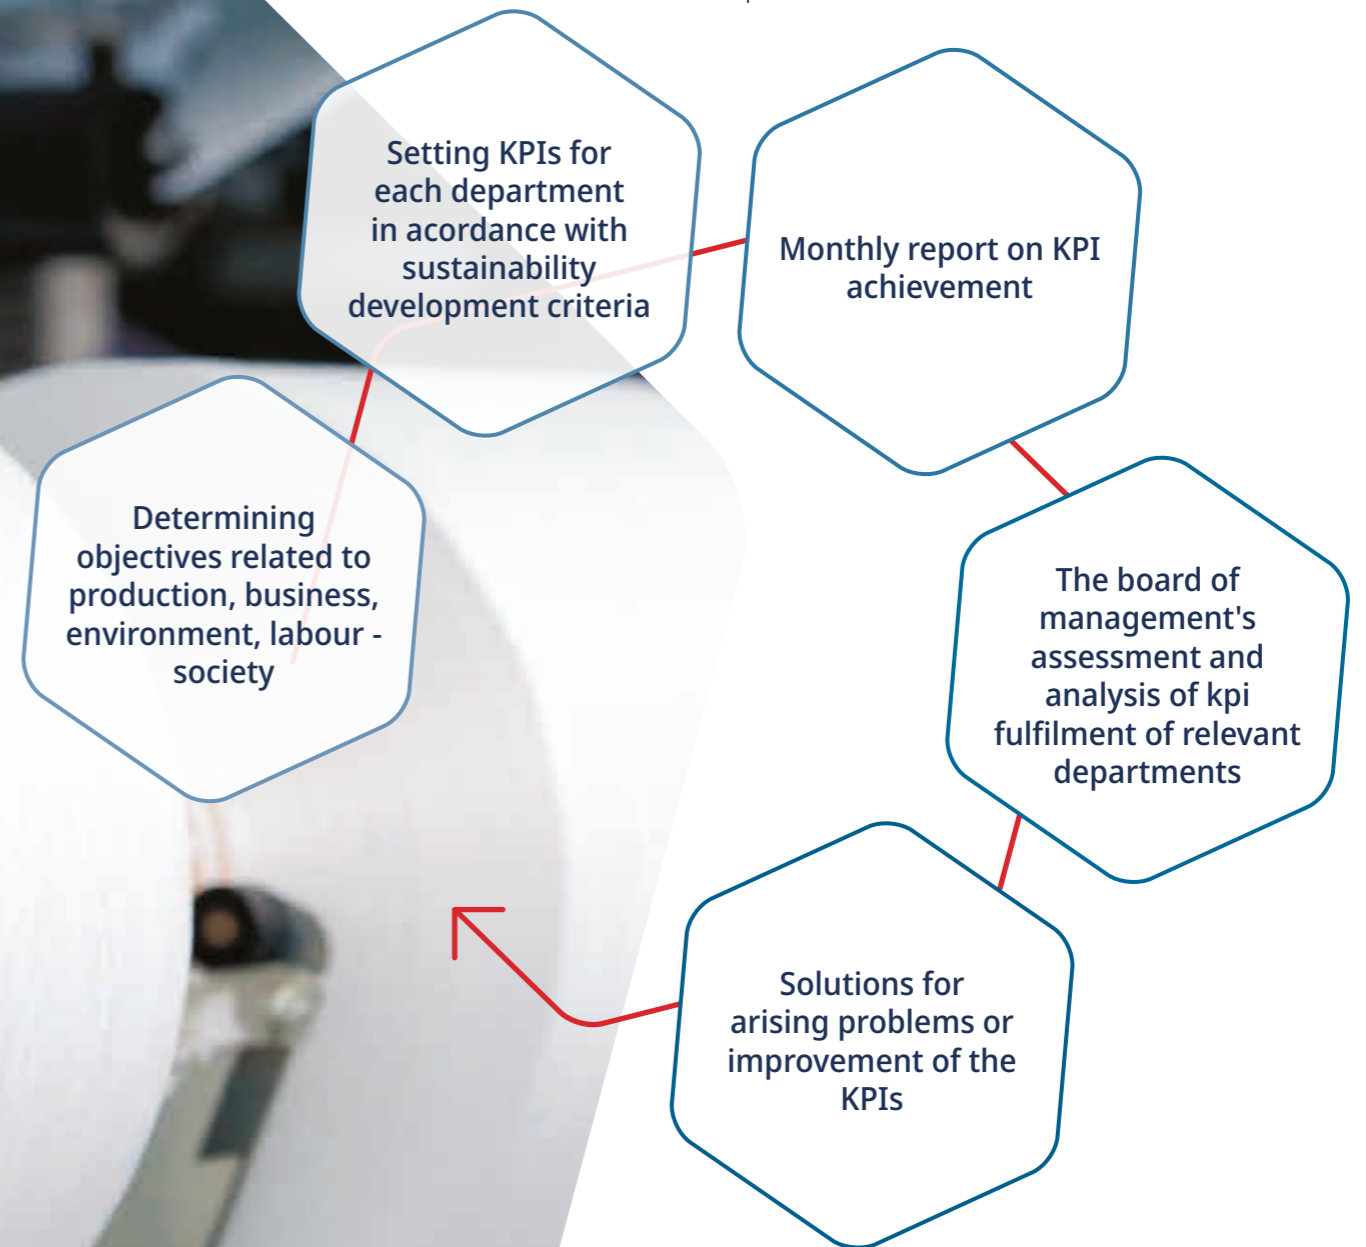 Setting KPIs for
each department
in acordance with
sustainability
development criteria
Monthly report on KPI
achievement
Determining
objectives related to
production, business,
environment, labour -
society
The board of
management's
assessment and
analysis of kpi
fulfilment of relevant
departments
Solutions for
arising problems or
improvement of the
KPIs